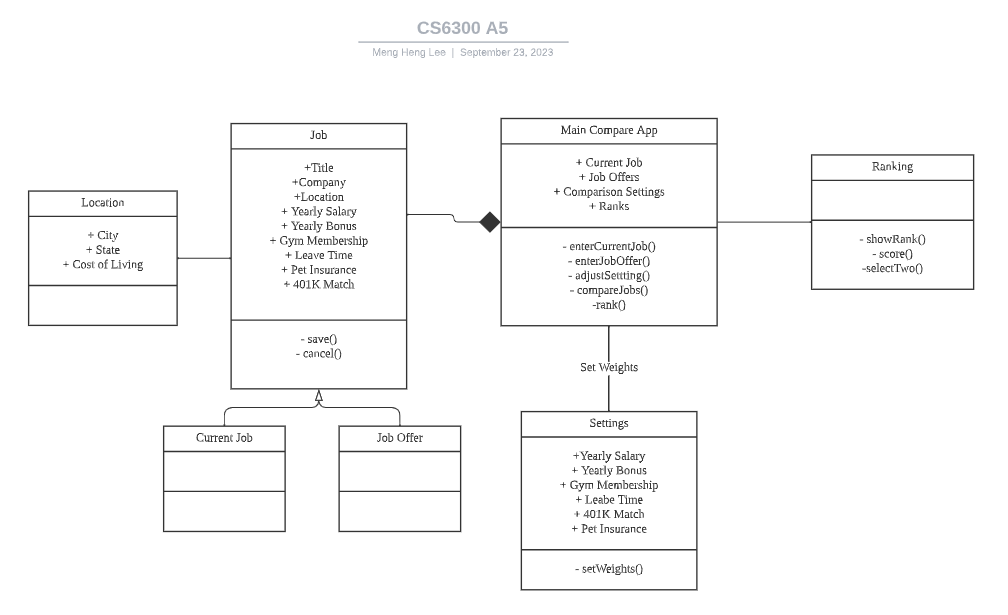 CS6300 A5
Meng Heng Lee | September 23, 2023
Job
+Title
+Company
+Location
+ Yearly Salary
+ Yearly Bonus
+ Gym Membership
+ Leave Time
+ Pet Insurance
+ 401K Match
- save()
- cancel()
Main Compare App
+ Current Job
+ Job Offers
+ Comparison Settings
+ Ranks
- enterCurrentJob()
- enterJobOffer()
- adjustSettting()
- compareJobs()
-rank()
Ranking
- showRank()
- score()
-selectTwo()
Location
+ City
+ State
+ Cost of Living
Set Weights
Current Job
Job Offer
Settings
+Yearly Salary
+ Yearly Bonus
+ Gym Membership
+ Leabe Time
+ 401K Match
+ Pet Insurance
- setWeights()